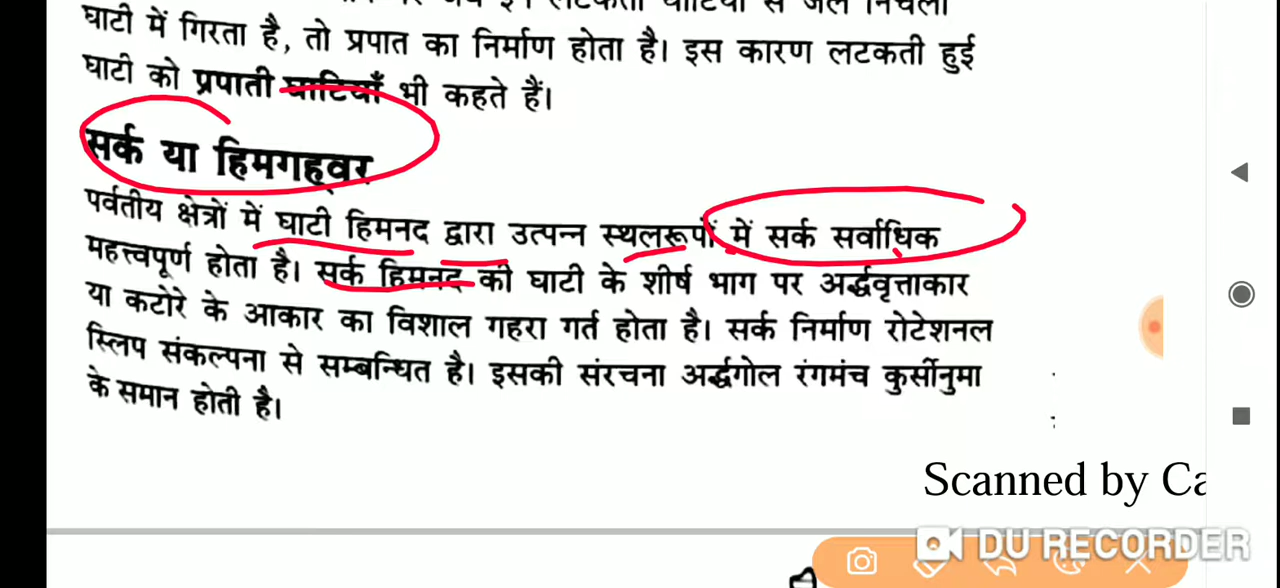 घाटी में गिरता है, तो प्रपात का निर्माण होता है। इस कारण लटकती हुई
घाटी को प्रपाती घाटियाँ भी कहते हैं।
सर्क या हिमगह्वर
पर्वतीय क्षेत्रों में घाटी हिमनद द्वारा उत्पन्न स्थलरूपों में सर्क सर्वाधिक
महत्त्वपूर्ण होता है। सर्क हिमनद की घाटी के शीर्ष भाग पर अर्द्धवृत्ताकार
या कटोरे के आकार का विशाल गहरा गर्त होता है। सर्क निर्माण रोटेशनल
स्लिप संकल्पना से सम्बन्धित है। इसकी संरचना अर्द्धगोल रंगमंच कुर्सीनुमा
के समान होती है।
Scanned by Ca
DU RECORDER